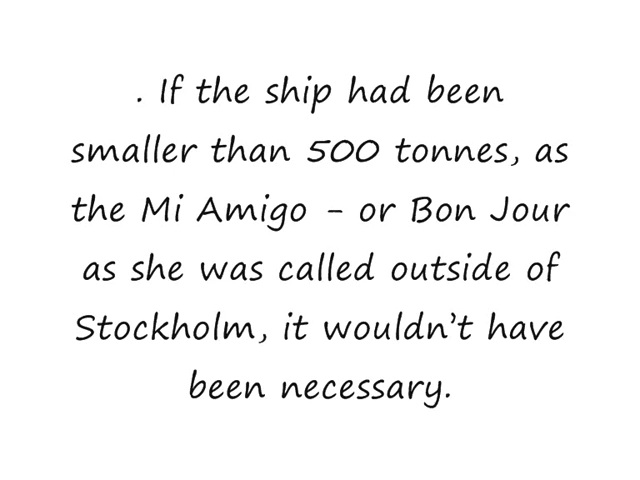 . If the ship had been
smaller than 500 tonnes, as
the Mi Amigo - or Bon Jour
as she was called outside of
Stockholm, it wouldn’t have
been necessary.